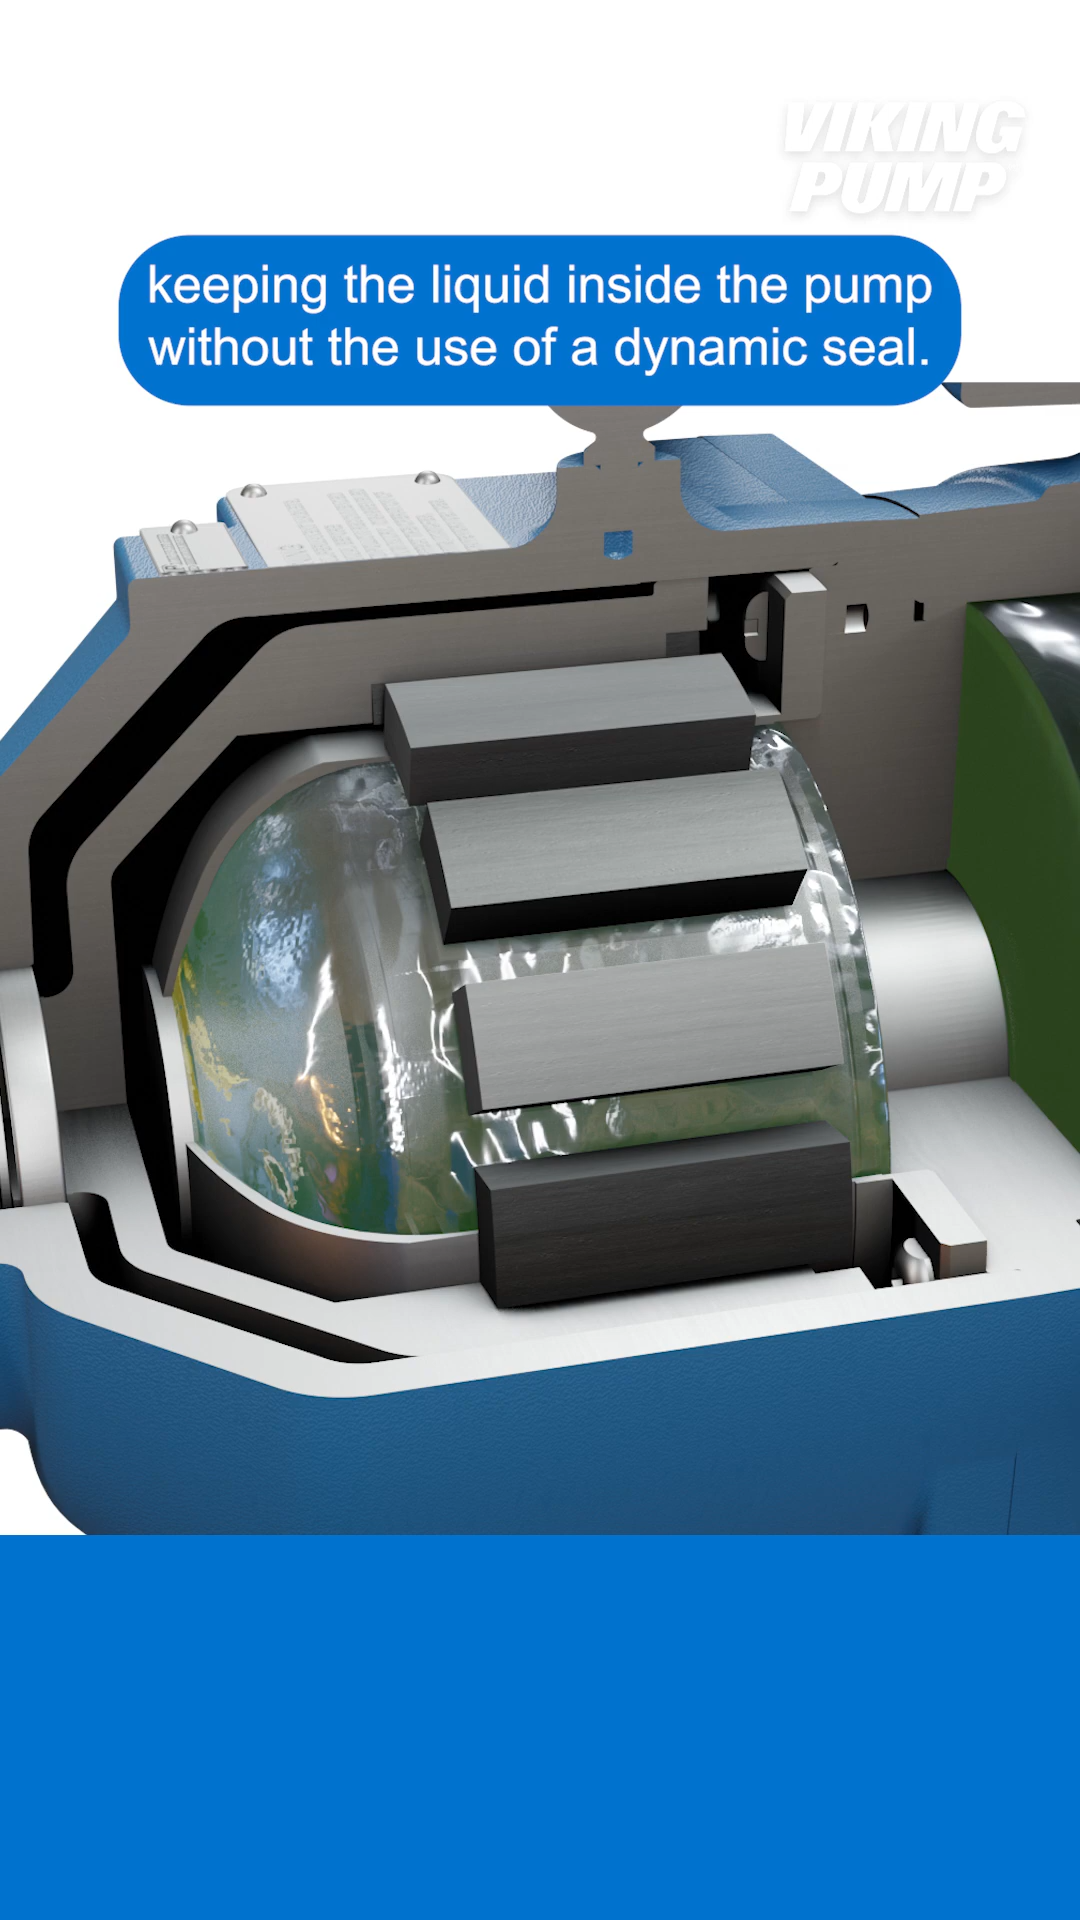 VIKING
PUMP
keeping the liquid inside the pump
without the use of a dynamic seal.